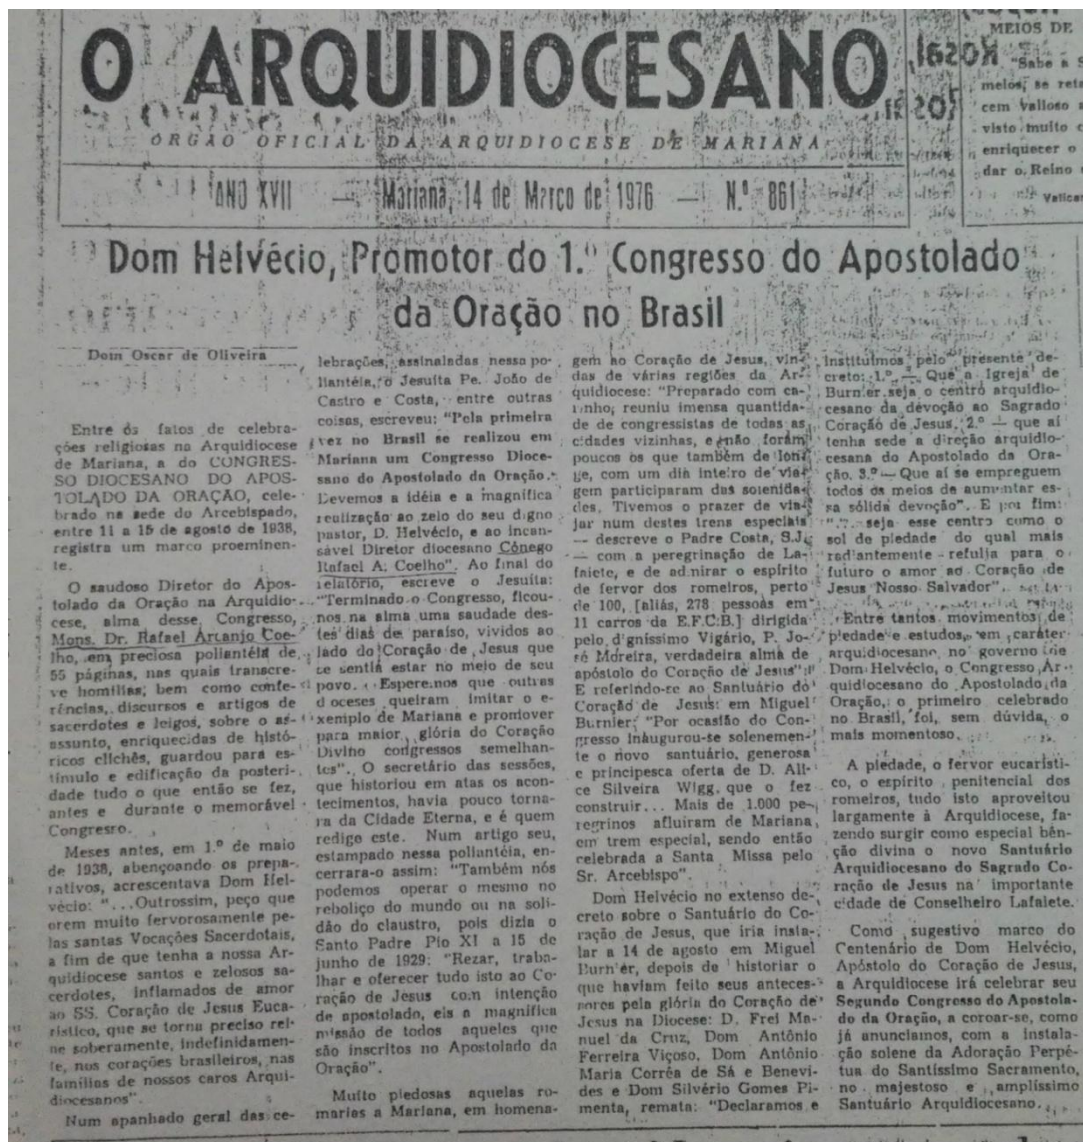 O ARQUIDIOCESANO
ÓRGÃO OFICIAL DA ARQUIDIOCESE DE MARIANA
ANO XVII — Mariana, 14 de Março de 1976 — N.º 861
MEIOS DE
"Sabe a S
meios, se
cem valioso
visto muito
enriquecer o
dar o Reino
Dom Helvécio, Promotor do 1.º Congresso do Apostolado
da Oração no Brasil
Dom Oscar de Oliveira
Entre ós fatos de celebra-
ções religiosas na Arquidiocese
de Mariana, a do CONGRES-
SO DIOCESANO DO APOS-
TOLADO DA ORAÇÃO, cele-
brado na sede do Arcebispado,
entre 11 a 15 de agosto de 1938,
registra um marco proeminen-
te.
O saudoso Diretor do Apos-
tolado da Oração na Arquidio-
cese, alma desse Congresso,
Mons. Dr. Rafael Arcanjo Coe-
lho, em preciosa poliantéia de
55 páginas, nas quais transcre-
ve homilias, bem como confe-
rências, discursos e artigos de
sacerdotes e leigos, sobre o as-
assunto, enriquecidas de histó-
ricos clichês, guardou para es-
tímulo e edificação da posteri-
dade tudo o que então se fez,
antes e durante o memorável
Congresro.
Meses antes, em 1.º de maio
de 1938, abençoando os prepa-
rativos, acrescentava Dom Hel-
vécio: "...Outrossim, peço que
orem muito fervorosamente pe-
las santas Vocações Sacerdotais,
a fim de que tenha a nossa Ar-
quidiocese santos e zelosos sa-
cerdotes, inflamados de amor
ao SS. Coração de Jesus Euca-
rístico, que se torna preciso rei-
ne soberamente, indefinidamen-
te, nos corações brasileiros, nas
famílias de nossos caros Arqui-
diocesanos".
Num apanhado geral das ce-
lebrações, assinaladas nessa po-
liantéia, o Jesuíta Pe. João de
Castro e Costa, entre outras
coisas, escreveu: "Pela primeira
vez no Brasil se realizou em
Mariana um Congresso Dioce-
sano do Apostolado da Oração.
Devemos a idéia e a magnífica
realização ao zelo do seu digno
pastor, D. Helvécio, e ao incan-
sável Diretor diocesano Cônego
Rafael A. Coelho". Ao final do
relatório, escreve o Jesuíta:
"Terminado o Congresso, ficou-
nos na alma uma saudade des-
tes dias de paraíso, vividos ao
lado do Coração de Jesus que
se sentia estar no meio de seu
povo. Esperemos que outras
dioceses queiram imitar o e-
xemplo de Mariana e promover
para maior glória do Coração
Divino congressos semelhan-
tes". O secretário das sessões,
que historiou em atas os acon-
tecimentos, havia pouco torna-
ra da Cidade Eterna, e é quem
redige este. Num artigo seu,
estampado nessa poliantéia, en-
cerrara-o assim: "Também nós
podemos operar o mesmo no
reboliço do mundo ou na soli-
dão do claustro, pois dizia o
Santo Padre Pio XI a 15 de
junho de 1929: "Rezar, traba-
lhar e oferecer tudo isto ao Co-
ração de Jesus com intenção
de apostolado, eis a magnífica
missão de todos aqueles que
são inscritos no Apostolado da
Oração".
Muito piedosas aquelas ro-
marias a Mariana, em homena-
gem ao Coração de Jesus, vin-
das de várias regiões da Ar-
quidiocese: "Preparado com ca-
rinho, reuniu imensa quantida-
de de congressistas de todas as
cidades vizinhas, e não foram
poucos os que também de lon-
ge, com um dia inteiro de via-
gem participaram das solenida-
des. Tivemos o prazer de via-
jar num destes trens especiais
— descreve o Padre Costa, S.J.
— com a peregrinação de La-
faiete, e de admirar o espírito
de fervor dos romeiros, perto
de 100, [aliás, 278 pessoas em
11 carros da E.F.C.B.] dirigida
pelo digníssimo Vigário, P. Jo-
sé Moreira, verdadeira alma de
apóstolo do Coração de Jesus".
E referindo-se ao Santuário do
Coração de Jesus em Miguel
Burnier: "Por ocasião do Con-
gresso inaugurou-se solenemen-
te o novo santuário, generosa
e principesca oferta de D. Ali-
ce Silveira Wigg, que o fez
construir... Mais de 1.000 pe-
regrinos afluiram de Mariana,
em trem especial, sendo então
celebrada a Santa Missa pelo
Sr. Arcebispo".
Dom Helvécio no extenso de-
creto sobre o Santuário do Co-
ração de Jesus, que iria insta-
lar a 14 de agosto em Miguel
Burnier, depois de historiar o
que haviam feito seus anteces-
sores pela glória do Coração de
Jesus na Diocese: D. Frei Ma-
nuel da Cruz, Dom Antônio
Ferreira Viçoso, Dom Antônio
Maria Corrêa de Sá e Benevi-
des e Dom Silvério Gomes Pi-
menta, remata: "Declaramos e
Instituímos pelo presente de-
creto: 1.º — Que a Igreja de
Burnier seja o centro arquidio-
cesano da devoção ao Sagrado
Coração de Jesus, 2.º — que aí
tenha sede a direção arquidio-
cesana do Apostolado da Ora-
ção. 3.º — Que aí se empreguem
todos os meios de aumentar es-
sa sólida devoção". E por fim:
"... seja esse centro como o
sol de piedade do qual mais
radiantemente refulja para o
futuro o amor ao Coração de
Jesus Nosso Salvador".
Entre tantos movimentos de
piedade e estudos, em caráter
arquidiocesano, no governo de
Dom Helvécio, o Congresso Ar-
quidiocesano do Apostolado da
Oração, o primeiro celebrado
no Brasil, foi, sem dúvida, o
mais momentoso.
A piedade, o fervor eucarísti-
co, o espírito penitencial dos
romeiros, tudo isto aproveitou
largamente à Arquidiocese, fa-
zendo surgir como especial bên-
ção divina o novo Santuário
Arquidiocesano do Sagrado Co-
ração de Jesus na importante
cidade de Conselheiro Lafaiete.
Como sugestivo marco do
Centenário de Dom Helvécio,
Apóstolo do Coração de Jesus,
a Arquidiocese irá celebrar seu
Segundo Congresso do Apostola-
do da Oração, a coroar-se, como
já anunciamos, com a instala-
ção solene da Adoração Perpé-
tua do Santíssimo Sacramento,
no majestoso e amplíssimo
Santuário Arquidiocesano.